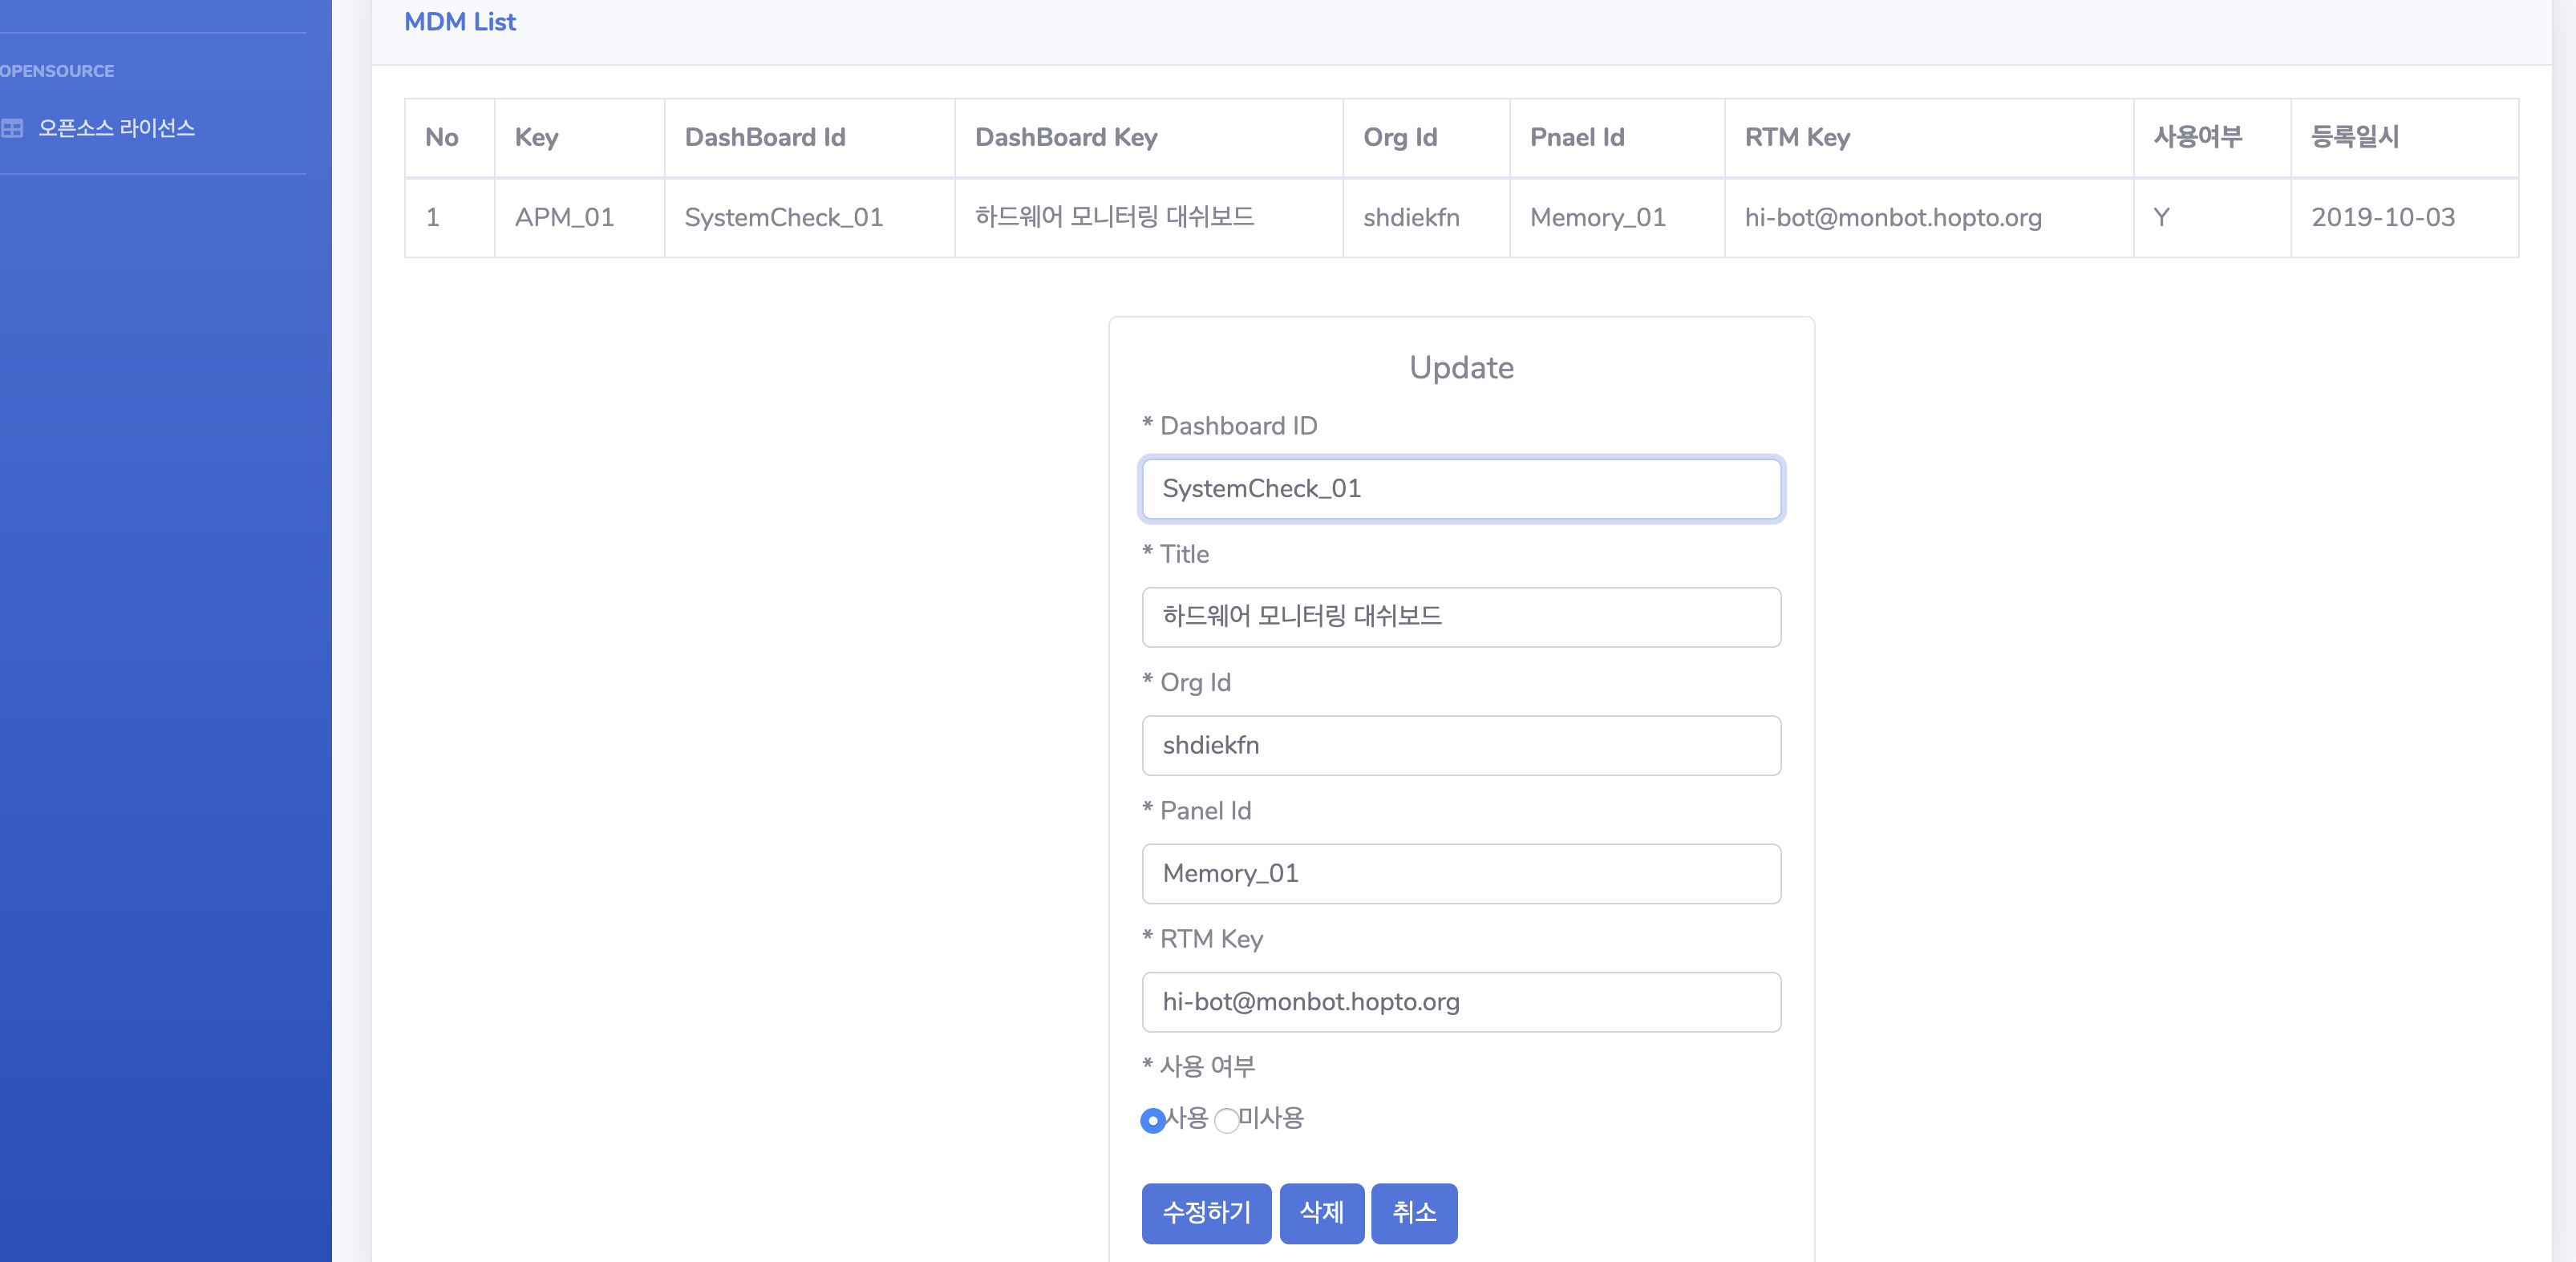 MDM List
OPENSOURCE
오픈소스 라이선스
No Key DashBoard Id DashBoard Key Org Id Pnael Id RTM Key 사용여부 등록일시
1 APM_01 SystemCheck_01 하드웨어 모니터링 대쉬보드 shdiekfn Memory_01 hi-bot@monbot.hopto.org Y 2019-10-03
Update
* Dashboard ID
SystemCheck_01
* Title
하드웨어 모니터링 대쉬보드
* Org Id
shdiekfn
* Panel Id
Memory_01
* RTM Key
hi-bot@monbot.hopto.org
* 사용 여부
사용 미사용
수정하기 삭제 취소